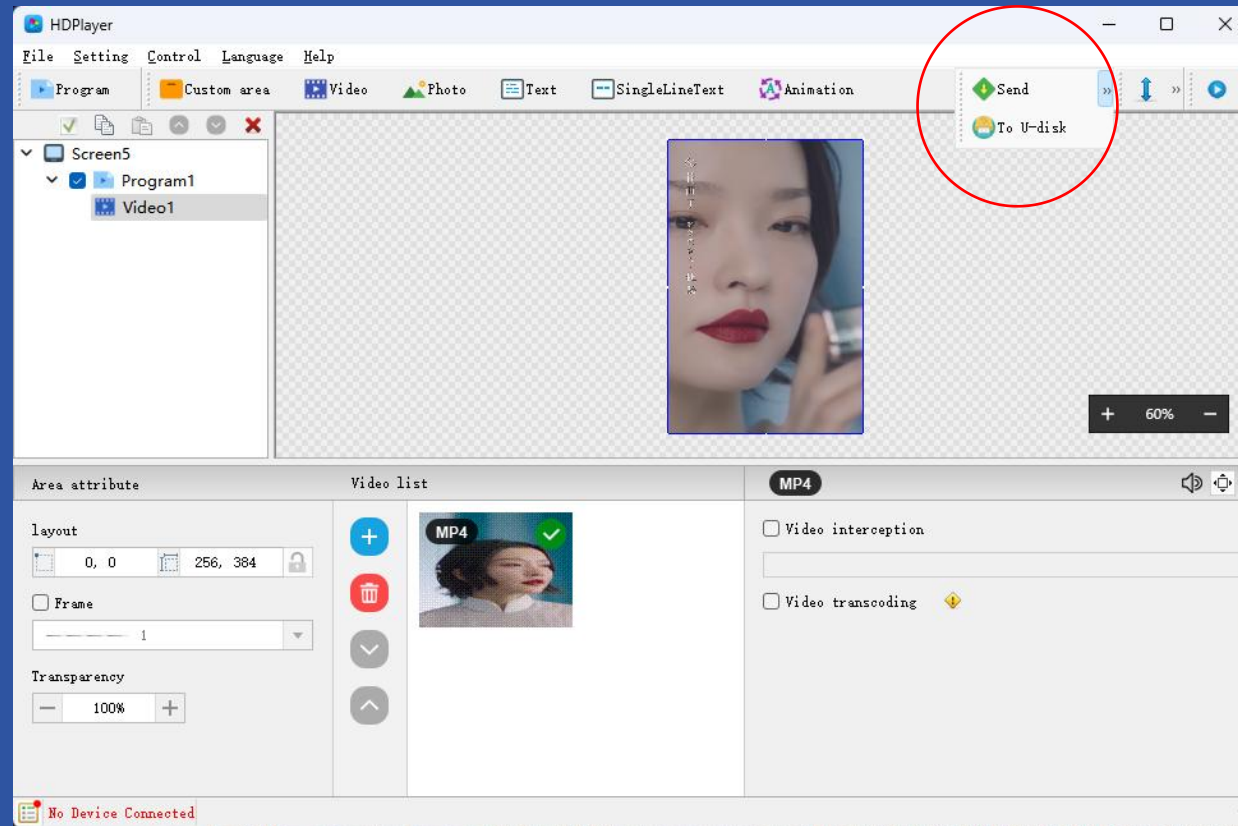 HDPlayer
File Setting Control Language Help
Program Custom area Video Photo Text SingleLineText Animation Send
To U-disk
Screen5
Program1
Video1
+ 60% −
Area attribute Video list MP4
layout
0, 0 256, 384
Frame
1
Transparency
100%
MP4
Video interception
Video transcoding
No Device Connected